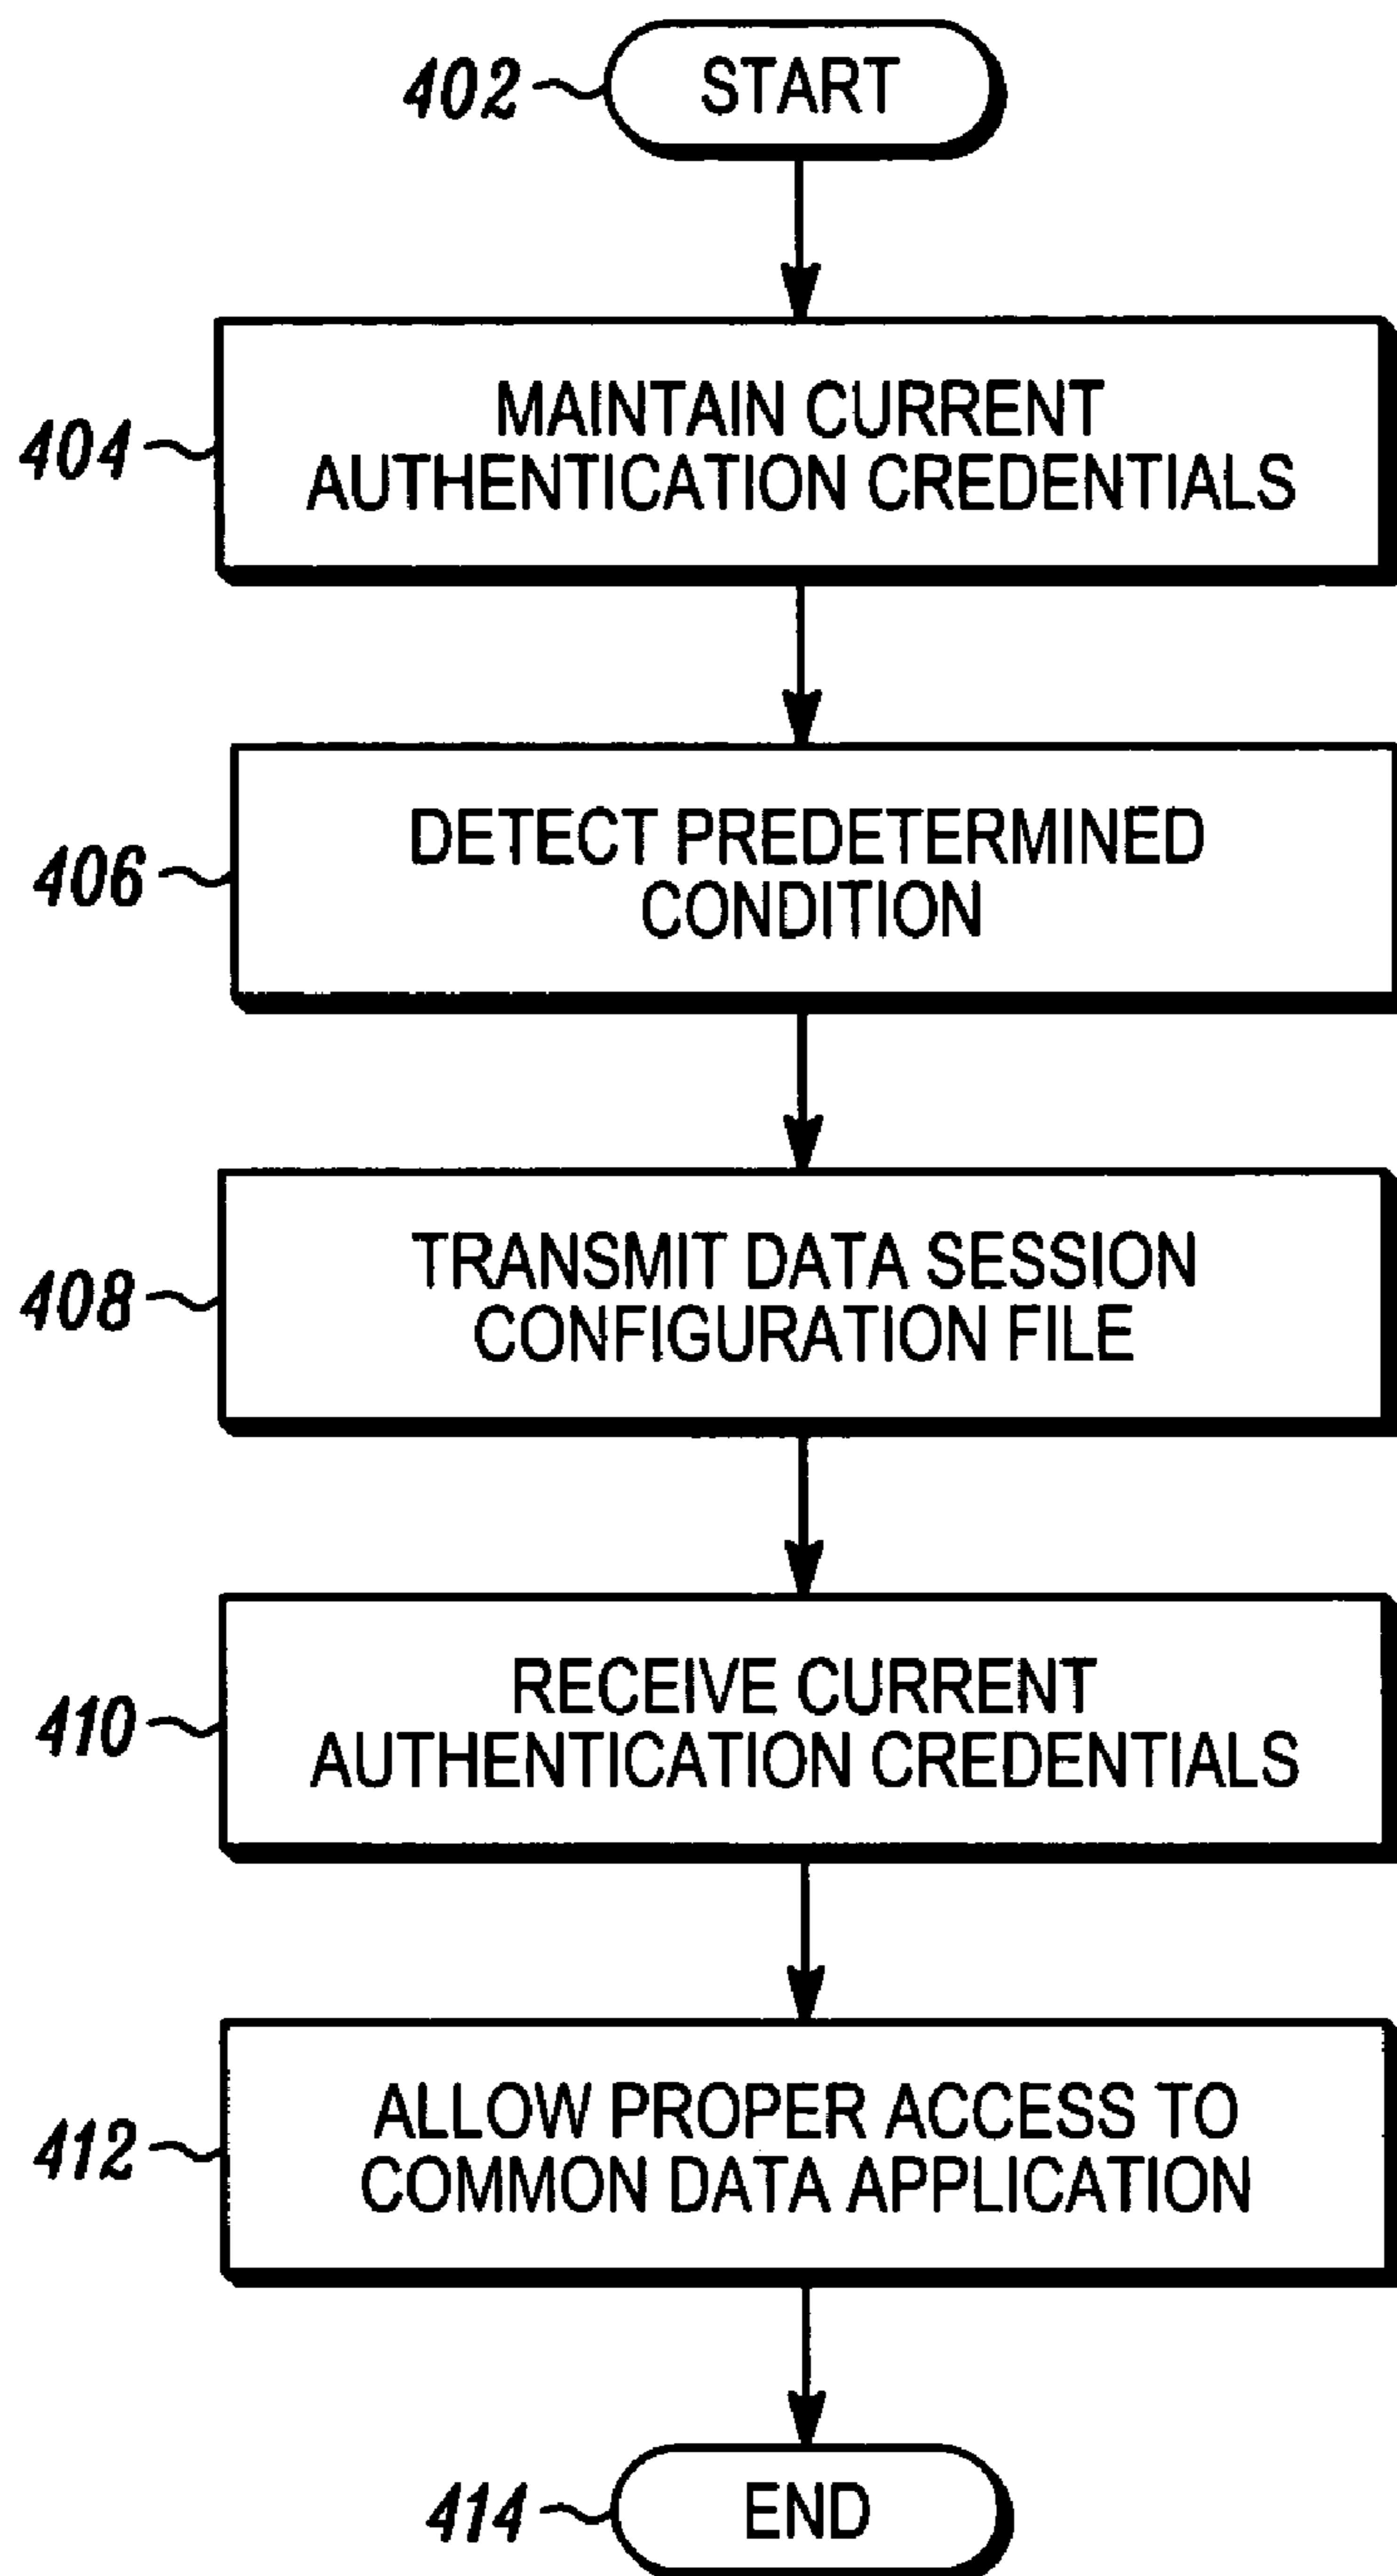 402 START
404 MAINTAIN CURRENT
AUTHENTICATION CREDENTIALS
406 DETECT PREDETERMINED
CONDITION
408 TRANSMIT DATA SESSION
CONFIGURATION FILE
410 RECEIVE CURRENT
AUTHENTICATION CREDENTIALS
412 ALLOW PROPER ACCESS TO
COMMON DATA APPLICATION
414 END